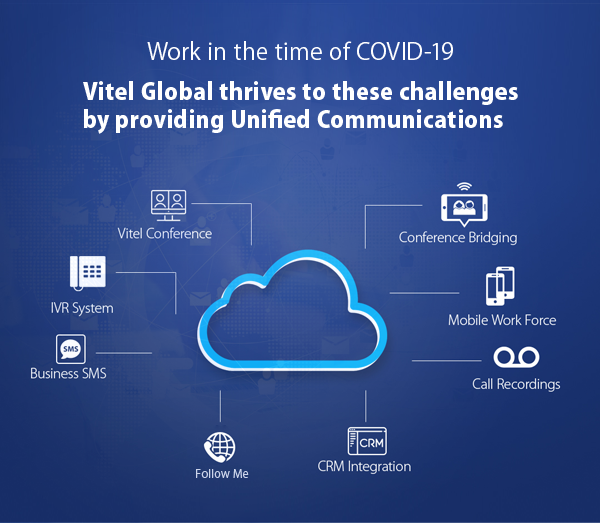 Work in the time of COVID-19
Vitel Global thrives to these challenges
by providing Unified Communications
Vitel Conference
Conference Bridging
IVR System
Mobile Work Force
SMS
Business SMS
Call Recordings
CRM
Follow Me
CRM Integration